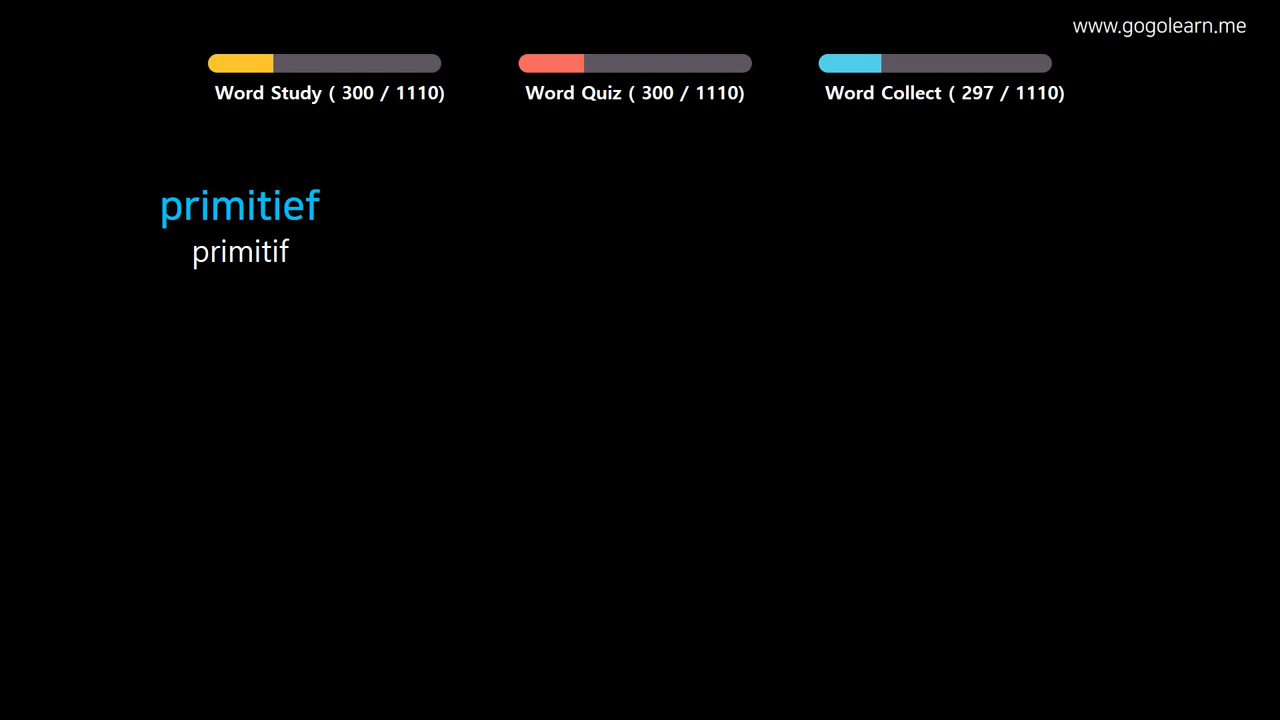 www.gogolearn.me
Word Study ( 300 / 1110)
Word Quiz ( 300 / 1110)
Word Collect ( 297 / 1110)
primitief
primitif